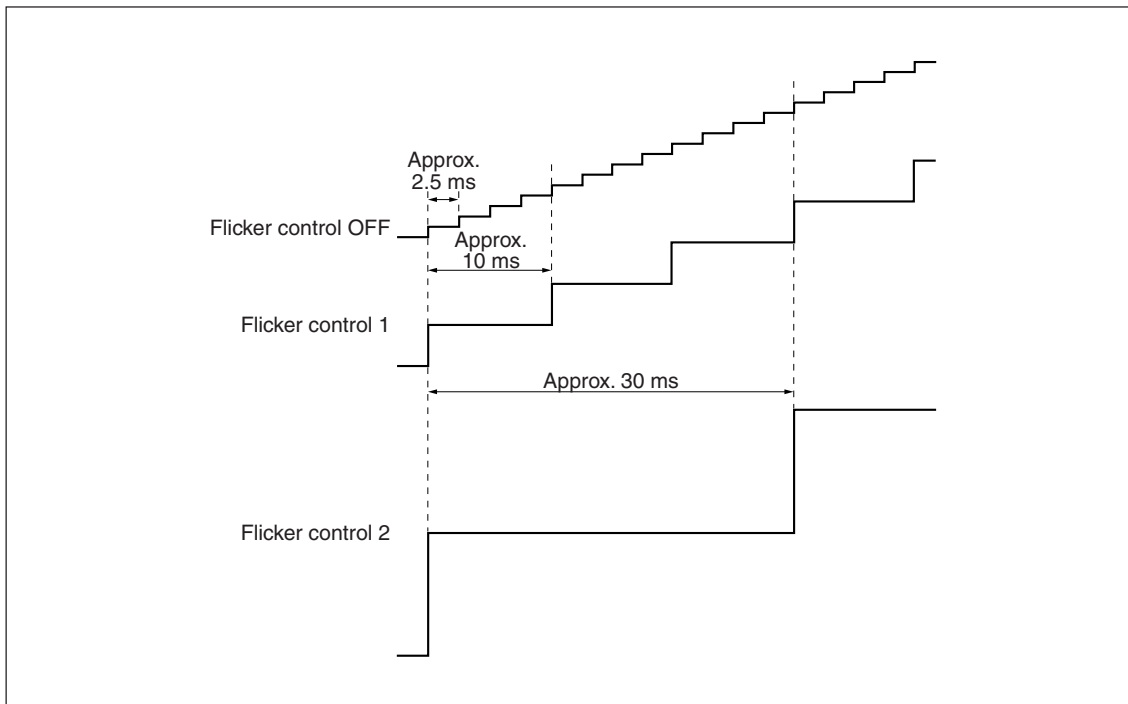 Approx.
2.5 ms
Flicker control OFF
Approx.
10 ms
Flicker control 1
Approx. 30 ms
Flicker control 2